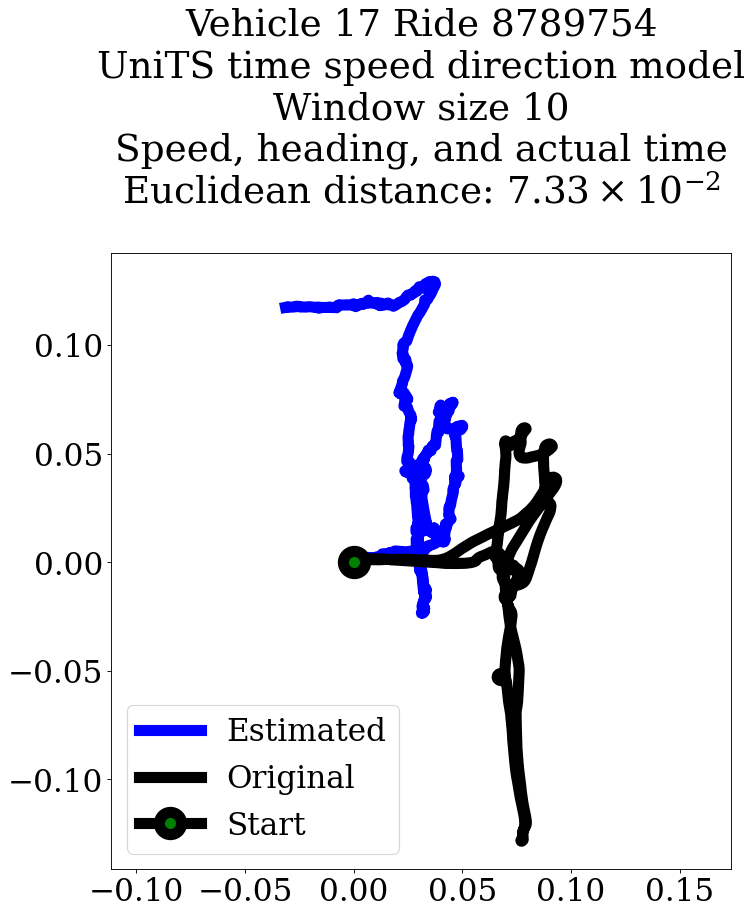 Vehicle 17 Ride 8789754
UniTS time speed direction model
Window size 10
Speed, heading, and actual time
Euclidean distance: 7.33 × 10⁻²
0.10
0.05
0.00
−0.05
−0.10
Estimated
Original
Start
−0.10 −0.05 0.00 0.05 0.10 0.15